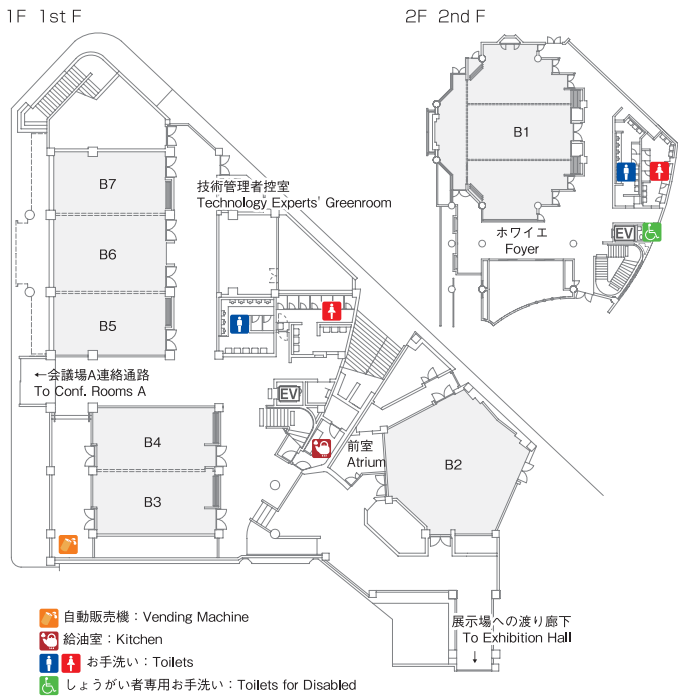 1F 1st F
2F 2nd F
B1
B7
技術管理者控室
Technology Experts' Greenroom
ホワイエ
Foyer
EV
B6
B5
←会議場A連絡通路
To Conf. Rooms A
EV
B4
前室
Atrium
B2
B3
自動販売機：Vending Machine
給油室：Kitchen
お手洗い：Toilets
しょうがい者専用お手洗い：Toilets for Disabled
展示場への渡り廊下
To Exhibition Hall
↓